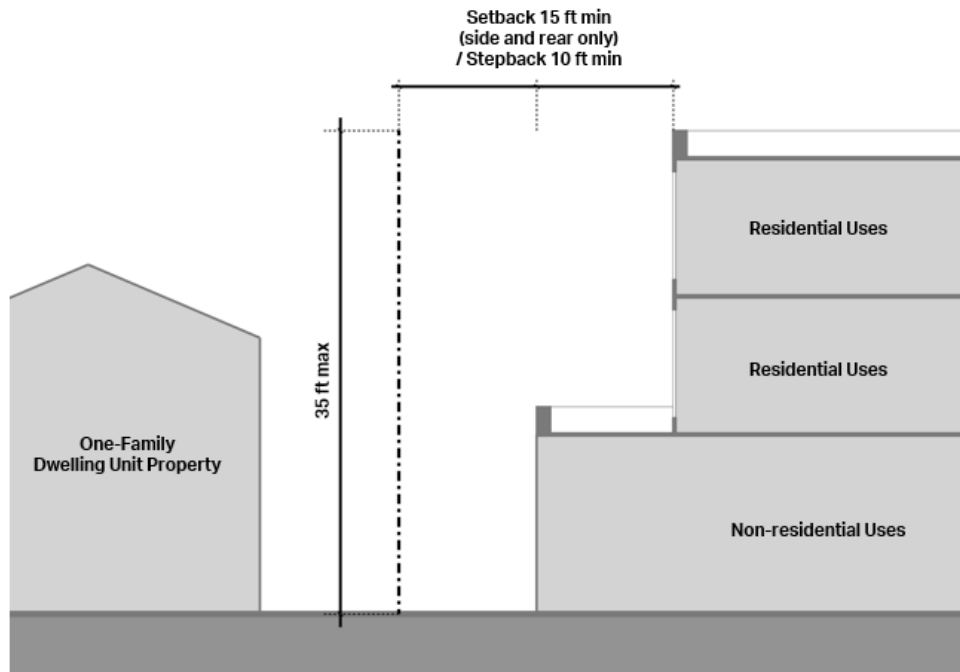 Setback 15 ft min
(side and rear only)
/ Stepback 10 ft min
Residential Uses
Residential Uses
35 ft max
One-Family
Dwelling Unit Property
Non-residential Uses